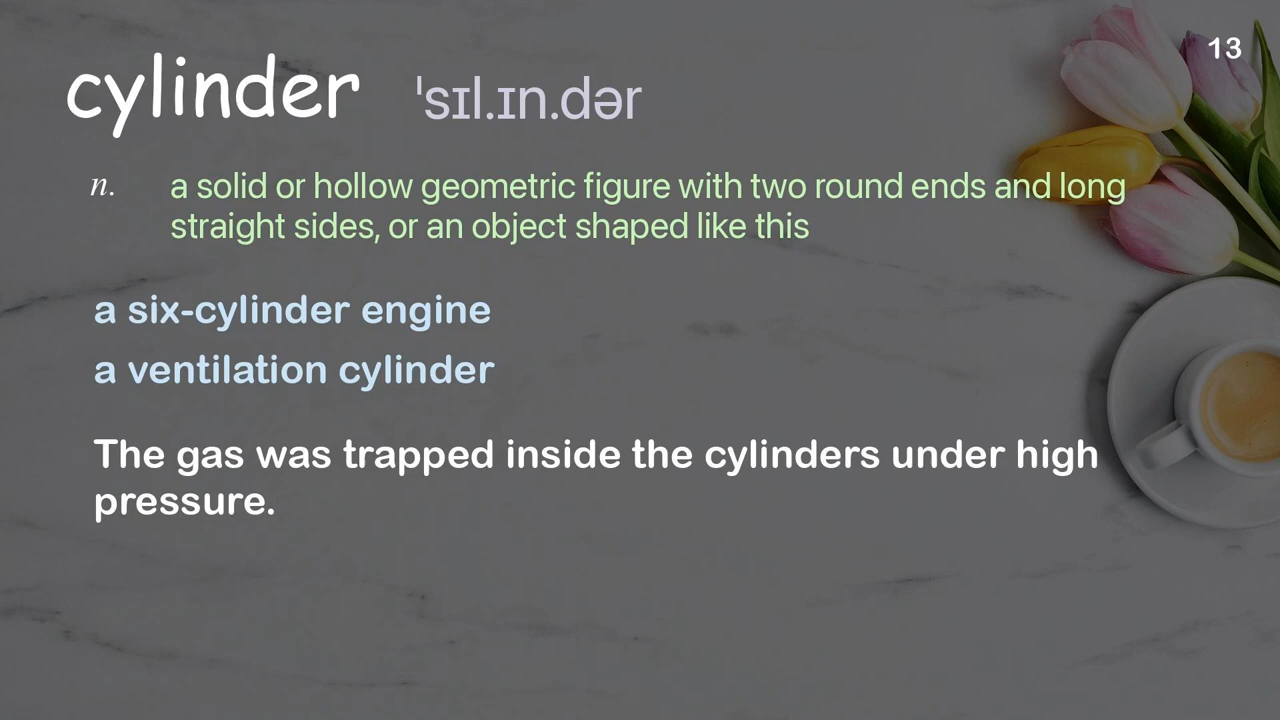 13
cylinder ˈsɪl.ɪn.dər
n. a solid or hollow geometric figure with two round ends and long
straight sides, or an object shaped like this
a six-cylinder engine
a ventilation cylinder
The gas was trapped inside the cylinders under high
pressure.